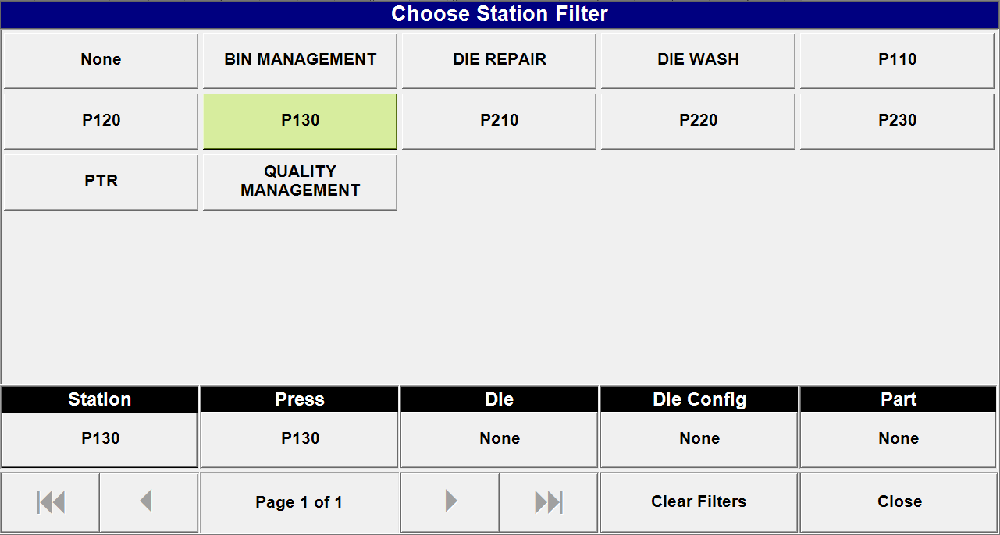 Choose Station Filter
None
BIN MANAGEMENT
DIE REPAIR
DIE WASH
P110
P120
P130
P210
P220
P230
PTR
QUALITY
MANAGEMENT
Station
Press
Die
Die Config
Part
P130
P130
None
None
None
Page 1 of 1
Clear Filters
Close